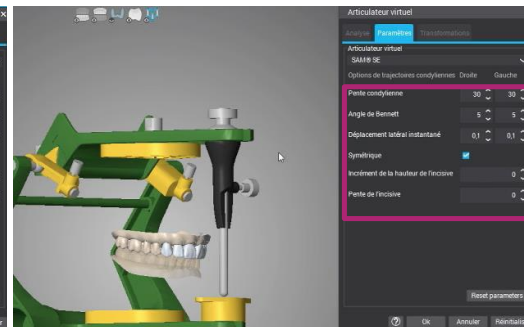 Articulateur virtuel
Analyse Paramètres Transformations
Articulateur virtuel
SAM® SE
Options de trajectoires condyliennes Droite Gauche
Pente condylienne 30 30
Angle de Bennett 5 5
Déplacement latéral instantané 0,1 0,1
Symétrique
Incrément de la hauteur de l'incisive 0
Pente de l'incisive 0
Reset parameters
Ok Annuler